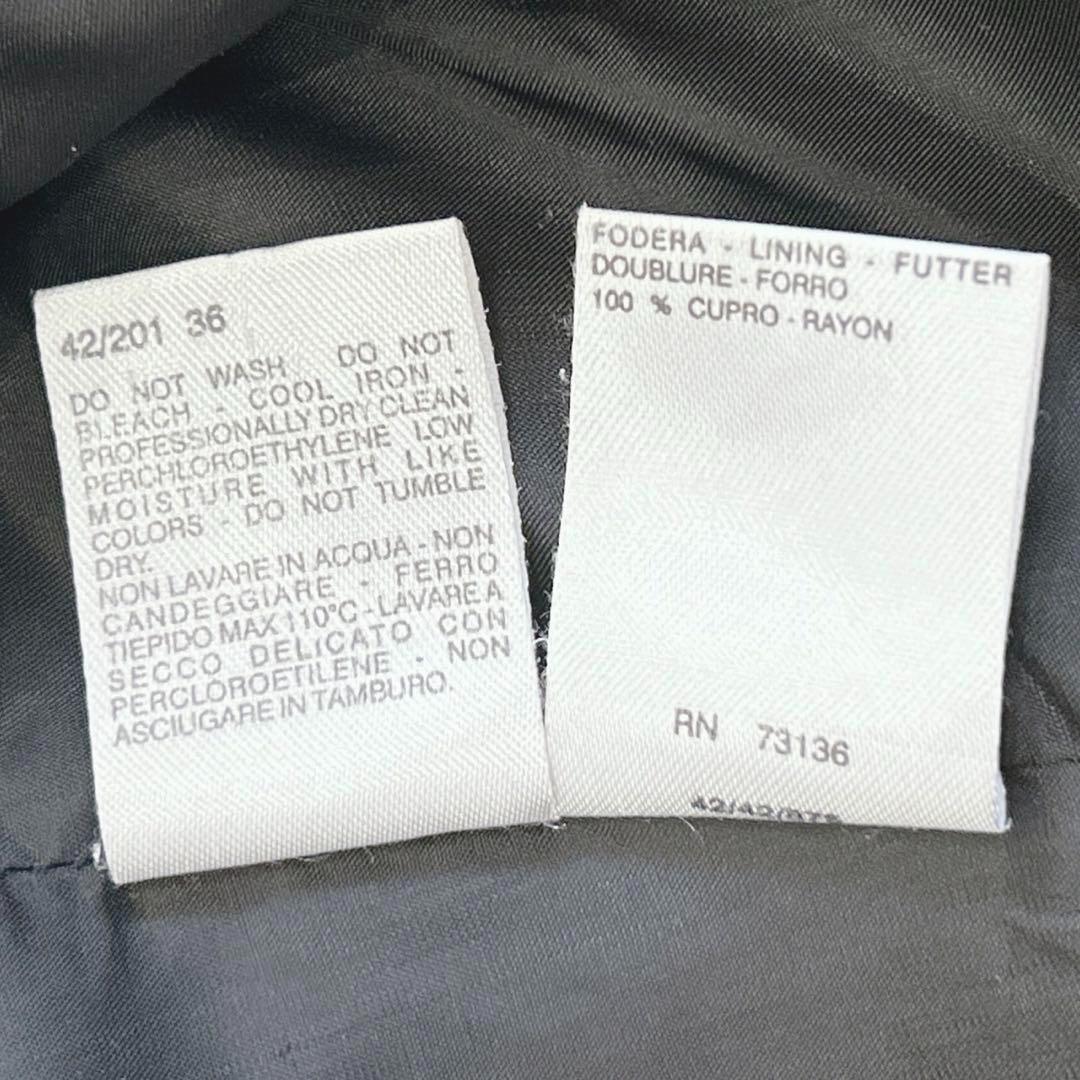 42/201 36
DO NOT WASH DO NOT
BLEACH - COOL IRON -
PROFESSIONALLY DRY CLEAN
PERCHLOROETHYLENE LOW
MOISTURE WITH LIKE
COLORS - DO NOT TUMBLE
DRY.
NON LAVARE IN ACQUA - NON
CANDEGGIARE - FERRO
TIEPIDO MAX 110°C - LAVARE A
SECCO DELICATO CON
PERCLOROETILENE - NON
ASCIUGARE IN TAMBURO.
FODERA - LINING - FUTTER
DOUBLURE - FORRO
100 % CUPRO - RAYON
RN 73136